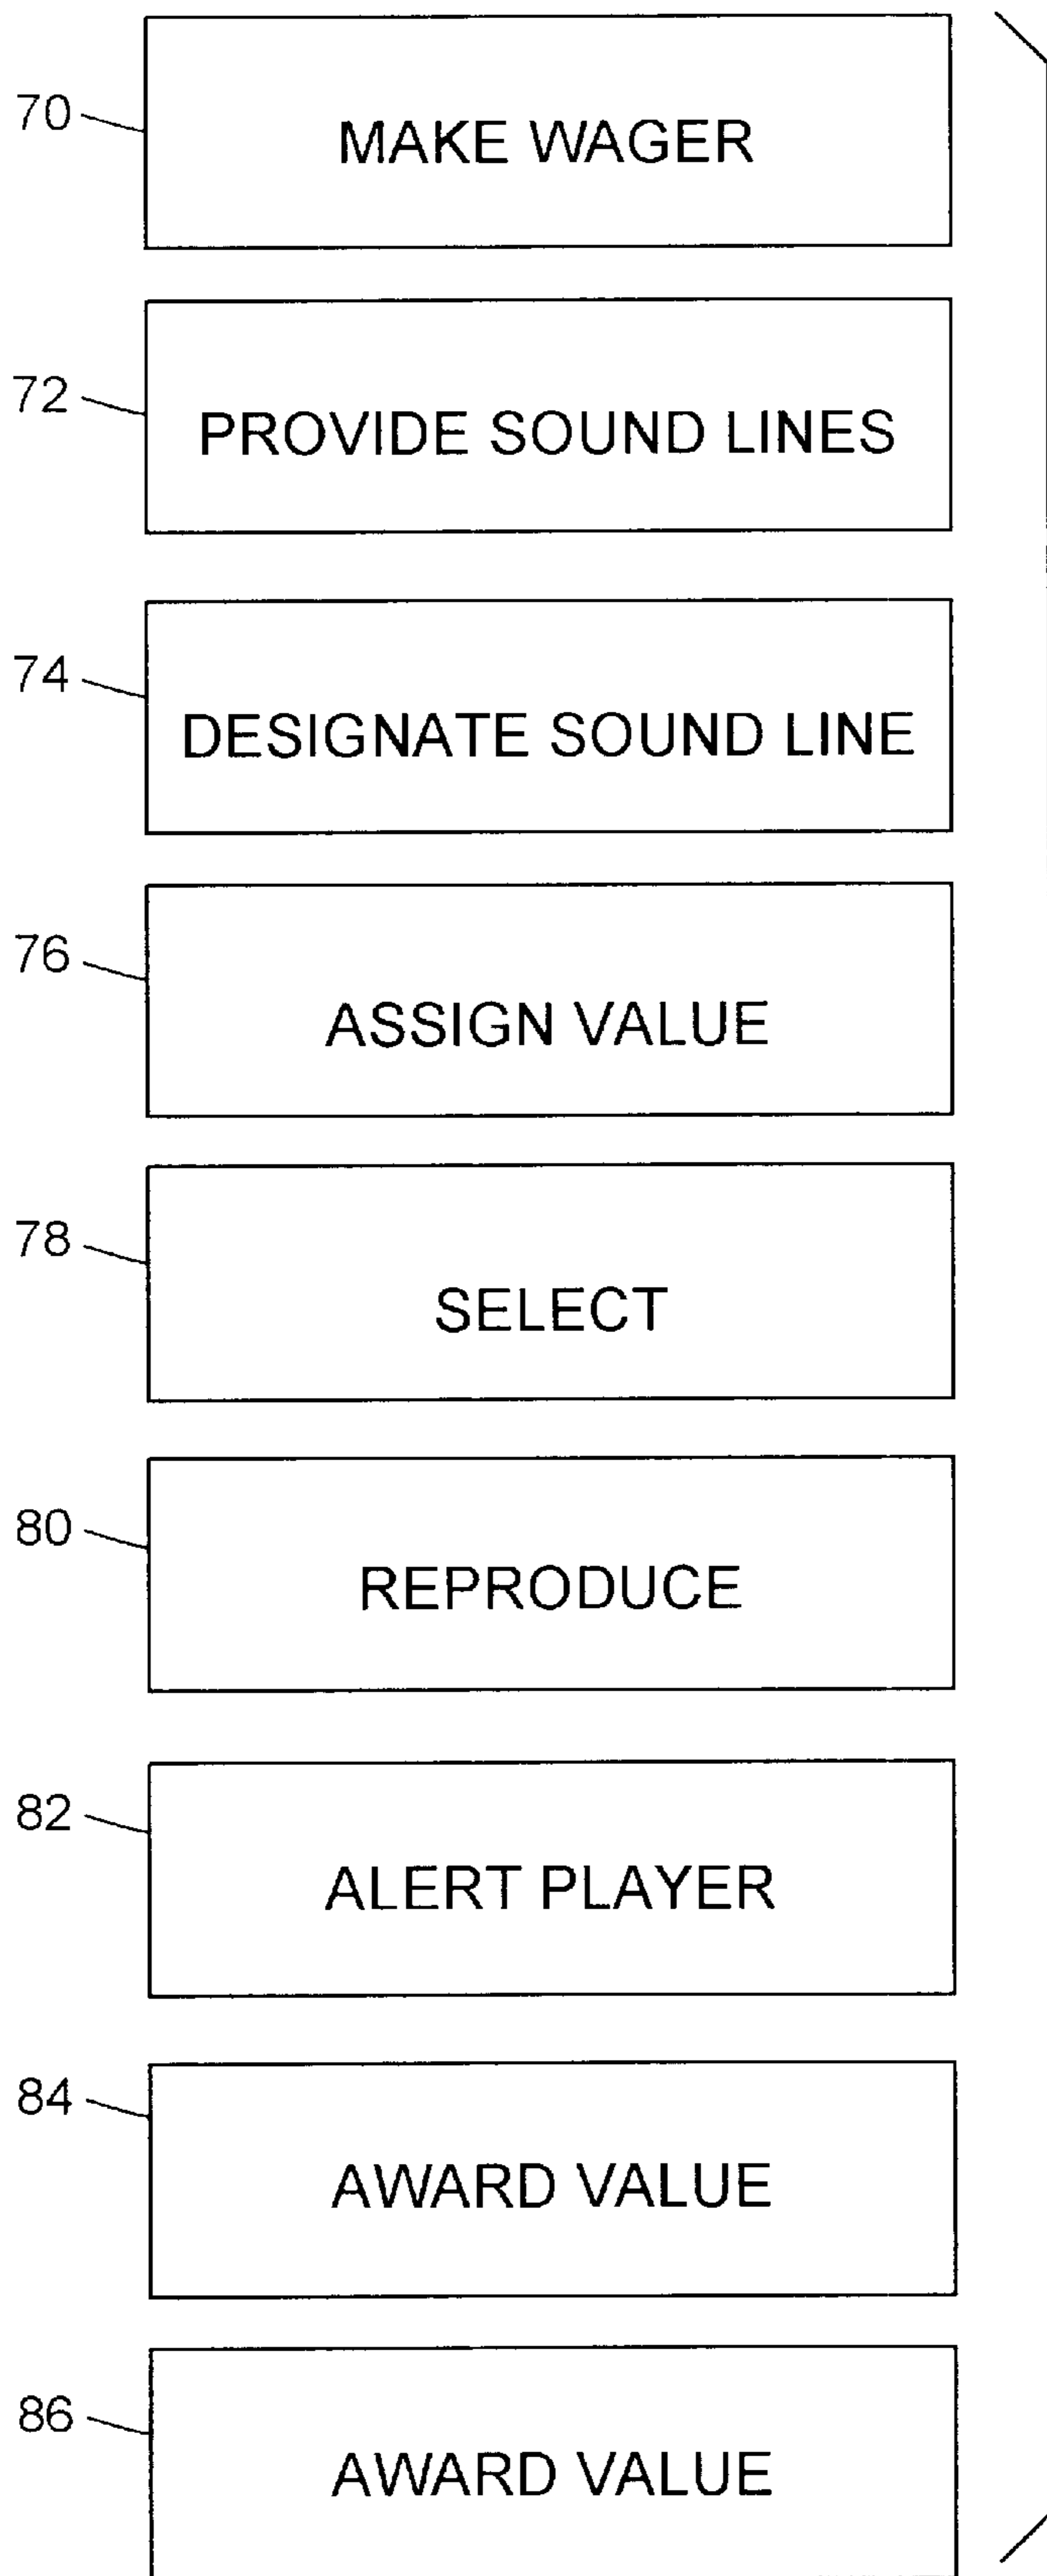 70
MAKE WAGER
72
PROVIDE SOUND LINES
74
DESIGNATE SOUND LINE
76
ASSIGN VALUE
78
SELECT
80
REPRODUCE
82
ALERT PLAYER
84
AWARD VALUE
86
AWARD VALUE